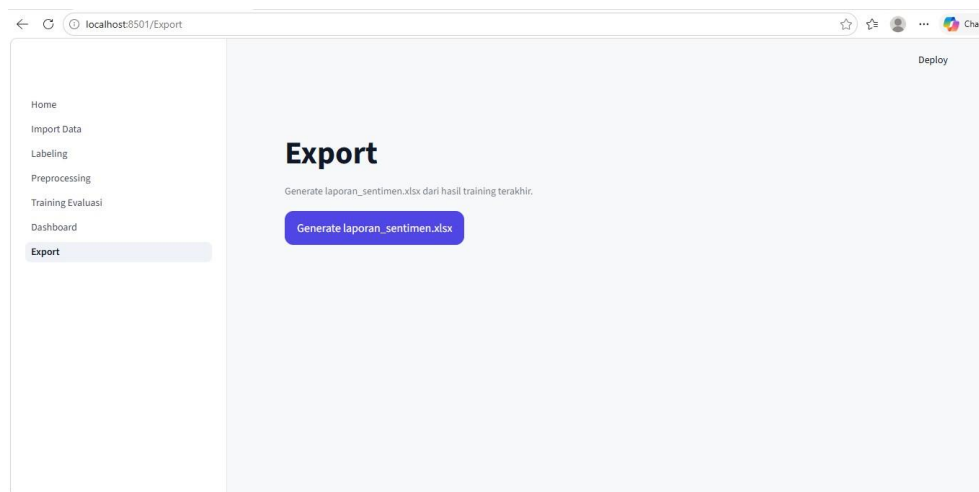 localhost:8501/Export
Cha
Deploy
Home
Import Data
Labeling
Preprocessing
Training Evaluasi
Dashboard
Export
Export
Generate laporan_sentimen.xlsx dari hasil training terakhir.
Generate laporan_sentimen.xlsx